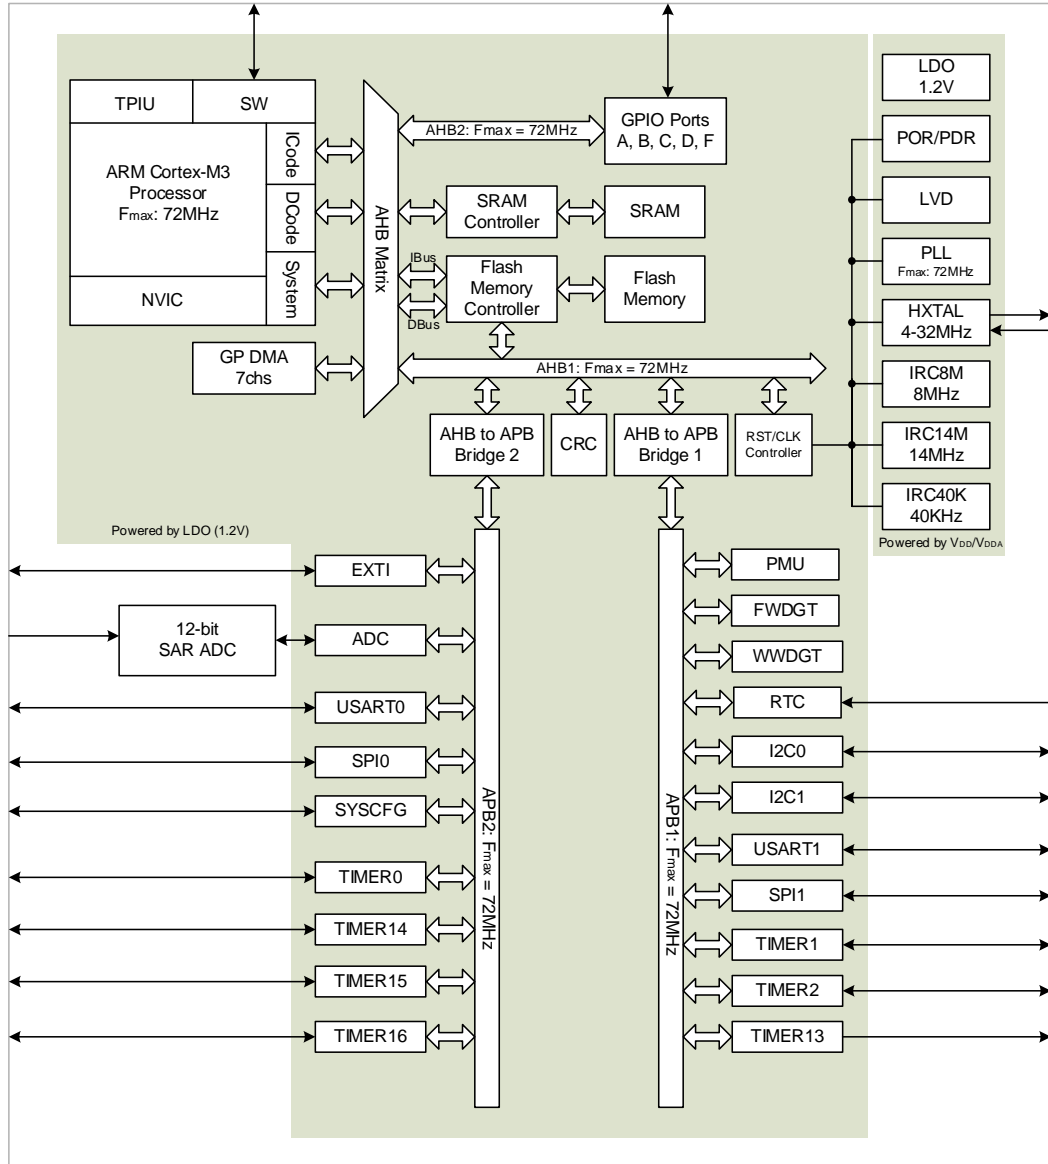 TPIU
SW
ARM Cortex-M3
Processor
Fmax: 72MHz
ICode
DCode
System
NVIC
GP DMA
7chs
AHB Matrix
AHB2: Fmax = 72MHz
GPIO Ports
A, B, C, D, F
SRAM
Controller
SRAM
IBus
DBus
Flash
Memory
Controller
Flash
Memory
AHB1: Fmax = 72MHz
AHB to APB
Bridge 2
CRC
AHB to APB
Bridge 1
RST/CLK
Controller
LDO
1.2V
POR/PDR
LVD
PLL
Fmax: 72MHz
HXTAL
4-32MHz
IRC8M
8MHz
IRC14M
14MHz
IRC40K
40KHz
Powered by VDD/VDDA
Powered by LDO (1.2V)
EXTI
12-bit
SAR ADC
ADC
USART0
SPI0
SYSCFG
TIMER0
TIMER14
TIMER15
TIMER16
APB2: Fmax = 72MHz
APB1: Fmax = 72MHz
PMU
FWDGT
WWDGT
RTC
I2C0
I2C1
USART1
SPI1
TIMER1
TIMER2
TIMER13